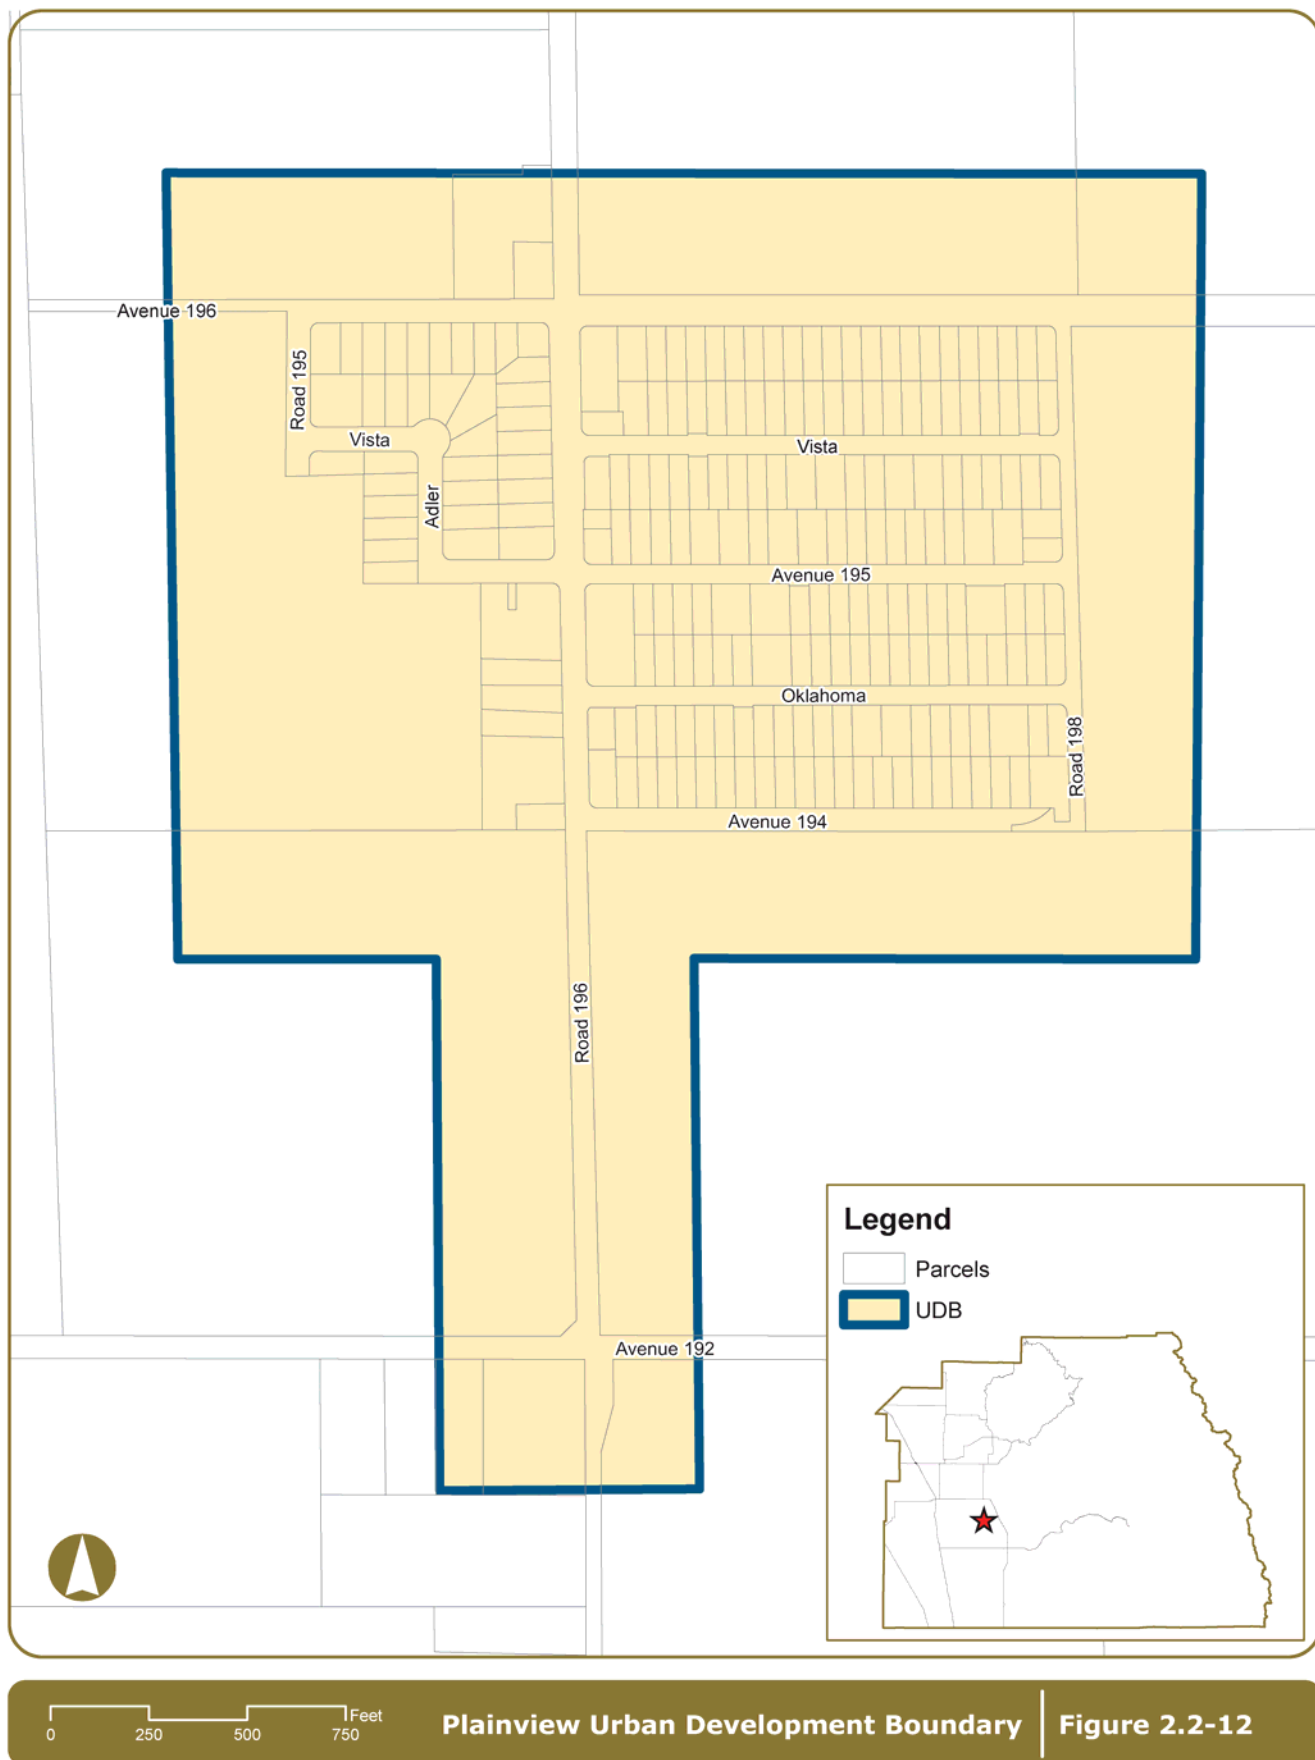 Avenue 196
Road 195
Vista
Adler
Vista
Avenue 195
Oklahoma
Road 198
Avenue 194
Road 196
Avenue 192
Legend
Parcels
UDB
0 250 500 750 Feet
Plainview Urban Development Boundary
Figure 2.2-12